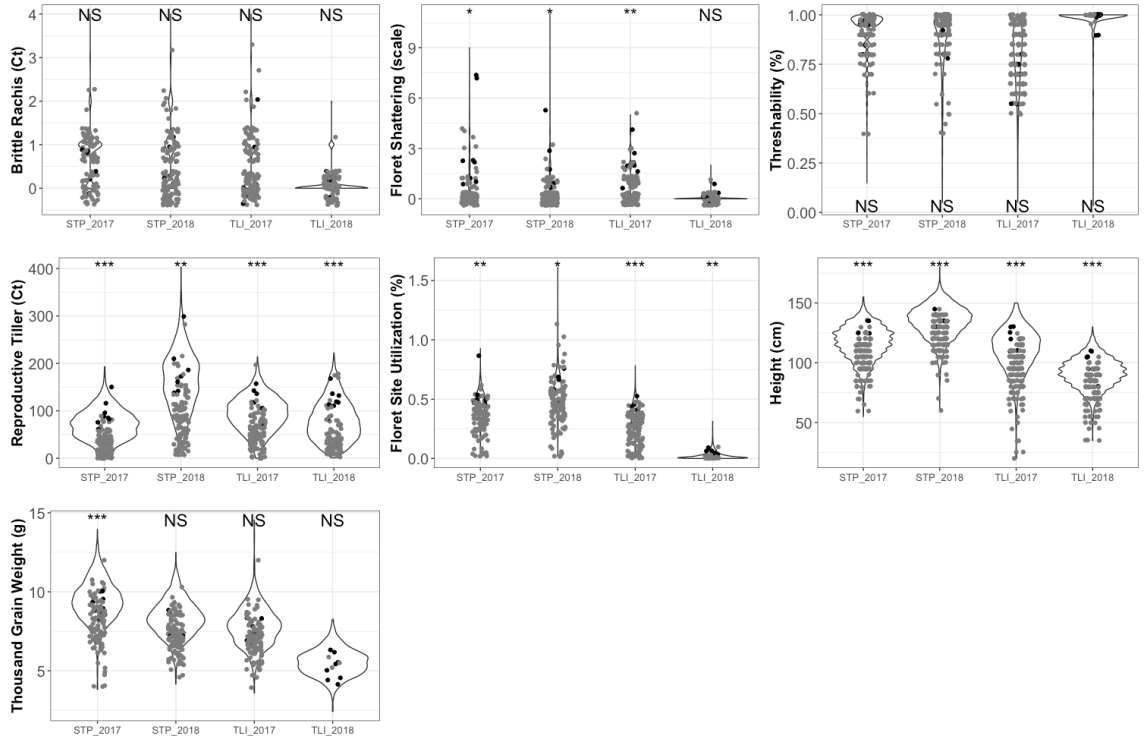 Brittle Rachis (Ct)
4
3
2
1
0
NS NS NS NS
STP_2017 STP_2018 TLI_2017 TLI_2018
Floret Shattering (scale)
9
6
3
0
* * ** NS
STP_2017 STP_2018 TLI_2017 TLI_2018
Threshability (%)
1.00
0.75
0.50
0.25
0.00
NS NS NS NS
STP_2017 STP_2018 TLI_2017 TLI_2018
Reproductive Tiller (Ct)
400
300
200
100
0
*** ** *** ***
STP_2017 STP_2018 TLI_2017 TLI_2018
Floret Site Utilization (%)
1.5
1.0
0.5
0.0
** * *** **
STP_2017 STP_2018 TLI_2017 TLI_2018
Height (cm)
150
100
50
*** *** *** ***
STP_2017 STP_2018 TLI_2017 TLI_2018
Thousand Grain Weight (g)
15
10
5
*** NS NS NS
STP_2017 STP_2018 TLI_2017 TLI_2018